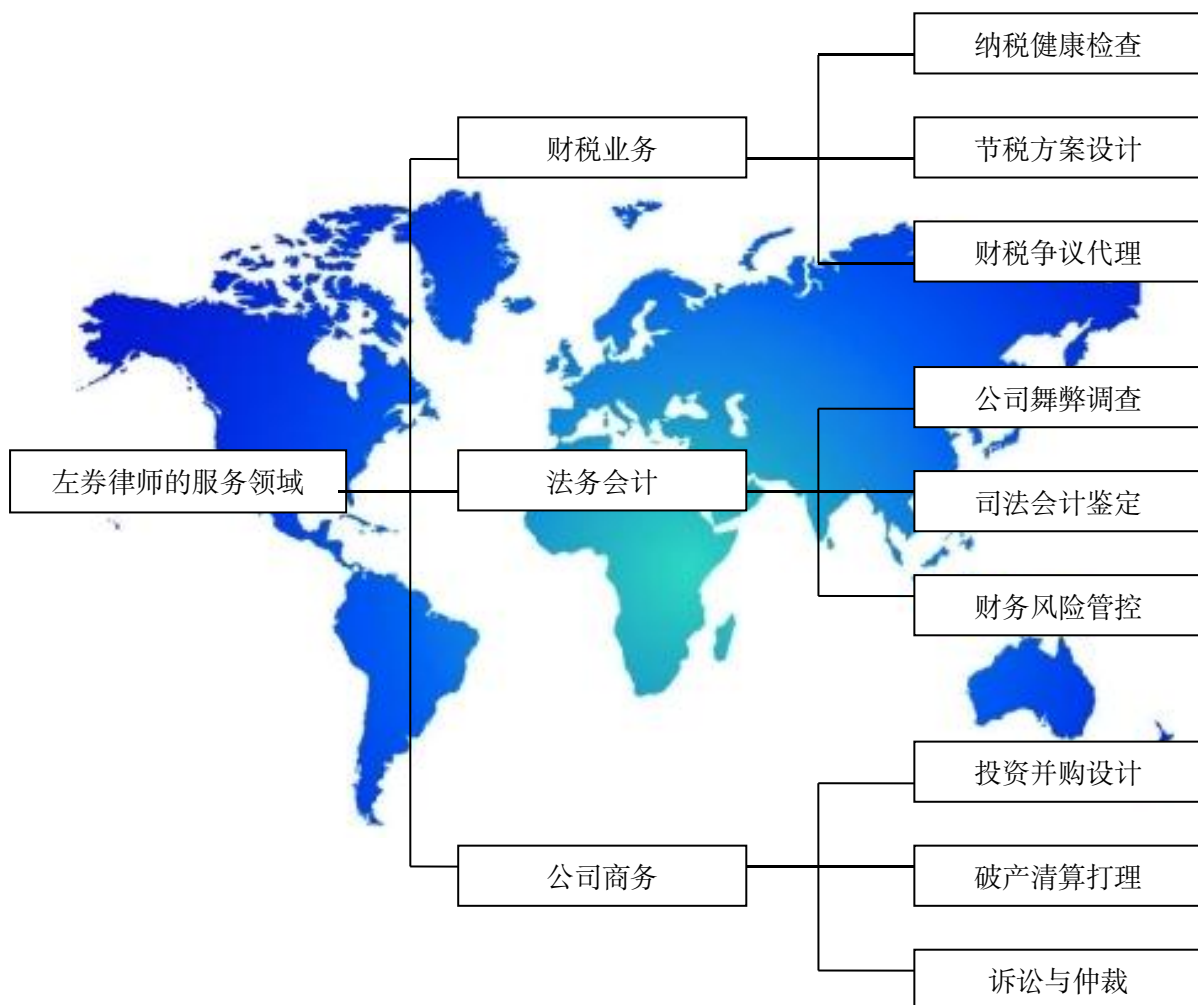 左券律师的服务领域
财税业务
纳税健康检查
节税方案设计
财税争议代理
法务会计
公司舞弊调查
司法会计鉴定
财务风险管控
公司商务
投资并购设计
破产清算打理
诉讼与仲裁